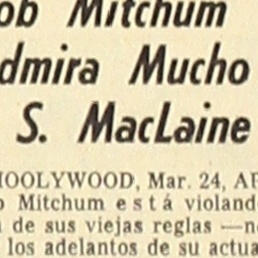 ob Mitchum
dmira Mucho
S. MacLaine
HOOLYWOOD, Mar. 24, AP
o Mitchum está violand
de sus viejas reglas —n
los adelantos de su actua